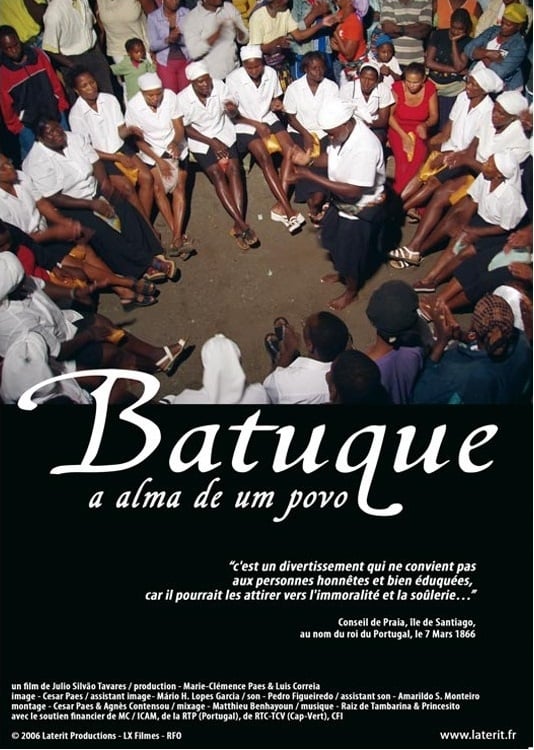 Batuque
a alma de um povo
“c'est un divertissement qui ne convient pas
aux personnes honnêtes et bien éduquées,
car il pourrait les attirer vers l'immoralité et la soûlerie…”
Conseil de Praia, île de Santiago,
au nom du roi du Portugal, le 7 Mars 1866
un film de Julio Silvão Tavares / production - Marie-Clémence Paes & Luis Correia
image - Cesar Paes / assistant image- Mário H. Lopes Garcia / son - Pedro Figueiredo / assistant son - Amarildo S. Monteiro
montage - Cesar Paes & Agnès Contensou / mixage - Matthieu Benhayoun / musique - Raiz de Tambarina & Princesito
avec le soutien financier de MC / ICAM, de la RTP (Portugal), de RTC-TCV (Cap-Vert), CFI
© 2006 Laterit Productions - LX Filmes - RFO
www.laterit.fr